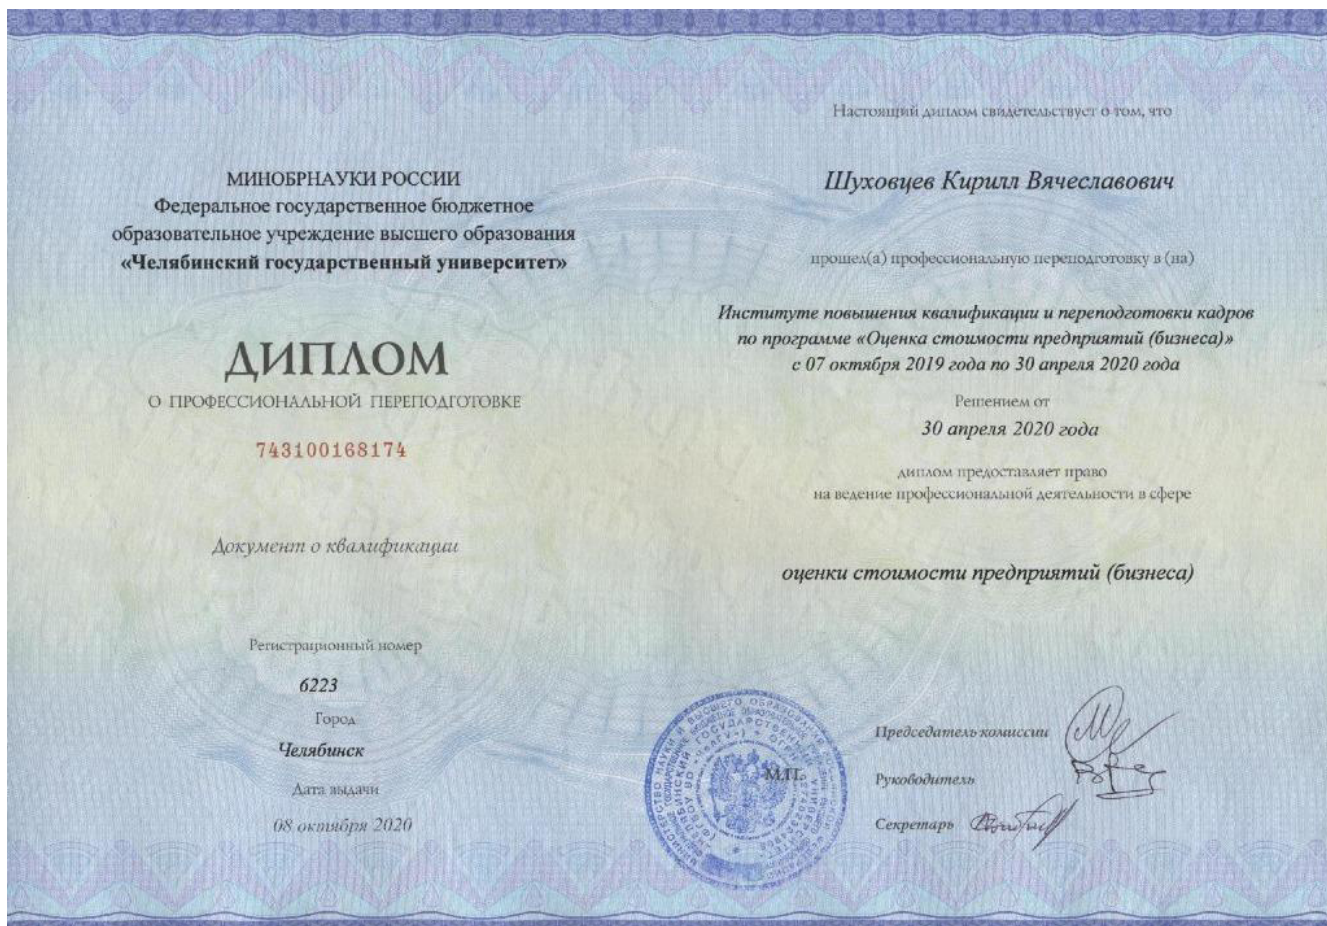 МИНОБРНАУКИ РОССИИ
Федеральное государственное бюджетное
образовательное учреждение высшего образования
«Челябинский государственный университет»
ДИПЛОМ
О ПРОФЕССИОНАЛЬНОЙ ПЕРЕПОДГОТОВКЕ
743100168174
Документ о квалификации
Регистрационный номер
6223
Город
Челябинск
Дата выдачи
08 октября 2020
Настоящий диплом свидетельствует о том, что
Шуховцев Кирилл Вячеславович
прошел(а) профессиональную переподготовку в (на)
Институте повышения квалификации и переподготовки кадров
по программе «Оценка стоимости предприятий (бизнеса)»
с 07 октября 2019 года по 30 апреля 2020 года
Решением от
30 апреля 2020 года
диплом предоставляет право
на ведение профессиональной деятельности в сфере
оценки стоимости предприятий (бизнеса)
М.П.
Председатель комиссии
Руководитель
Секретарь